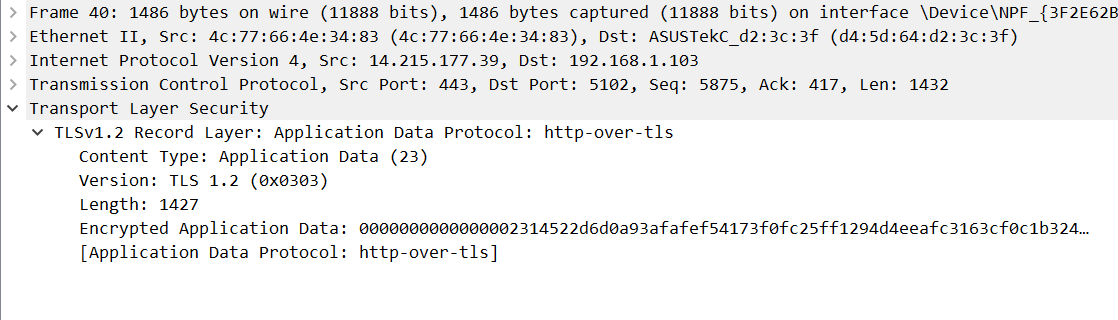 Frame 40: 1486 bytes on wire (11888 bits), 1486 bytes captured (11888 bits) on interface \Device\NPF_{3F2E62B
Ethernet II, Src: 4c:77:66:4e:34:83 (4c:77:66:4e:34:83), Dst: ASUSTekC_d2:3c:3f (d4:5d:64:d2:3c:3f)
Internet Protocol Version 4, Src: 14.215.177.39, Dst: 192.168.1.103
Transmission Control Protocol, Src Port: 443, Dst Port: 5102, Seq: 5875, Ack: 417, Len: 1432
Transport Layer Security
TLSv1.2 Record Layer: Application Data Protocol: http-over-tls
Content Type: Application Data (23)
Version: TLS 1.2 (0x0303)
Length: 1427
Encrypted Application Data: 0000000000000002314522d6d0a93afafef54173f0fc25ff1294d4eeafc3163cf0c1b324…
[Application Data Protocol: http-over-tls]